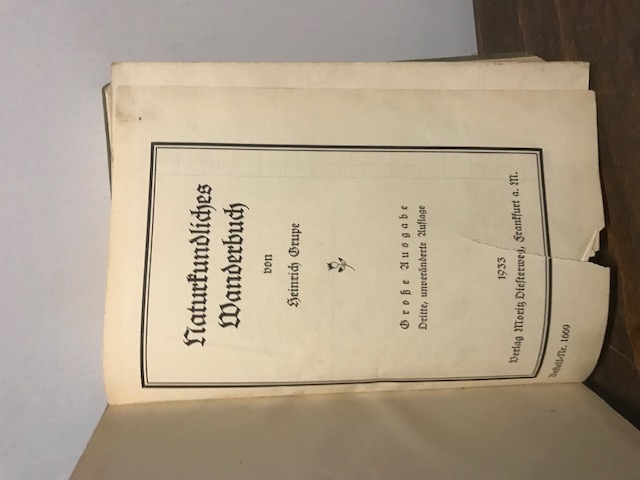 Naturkundliches
Wanderbuch
von
Heinrich Grupe
Große Ausgabe
Dritte, unveränderte Auflage
1933
Verlag Moritz Diesterweg, Frankfurt a. M.
Bestell-Nr. 1669